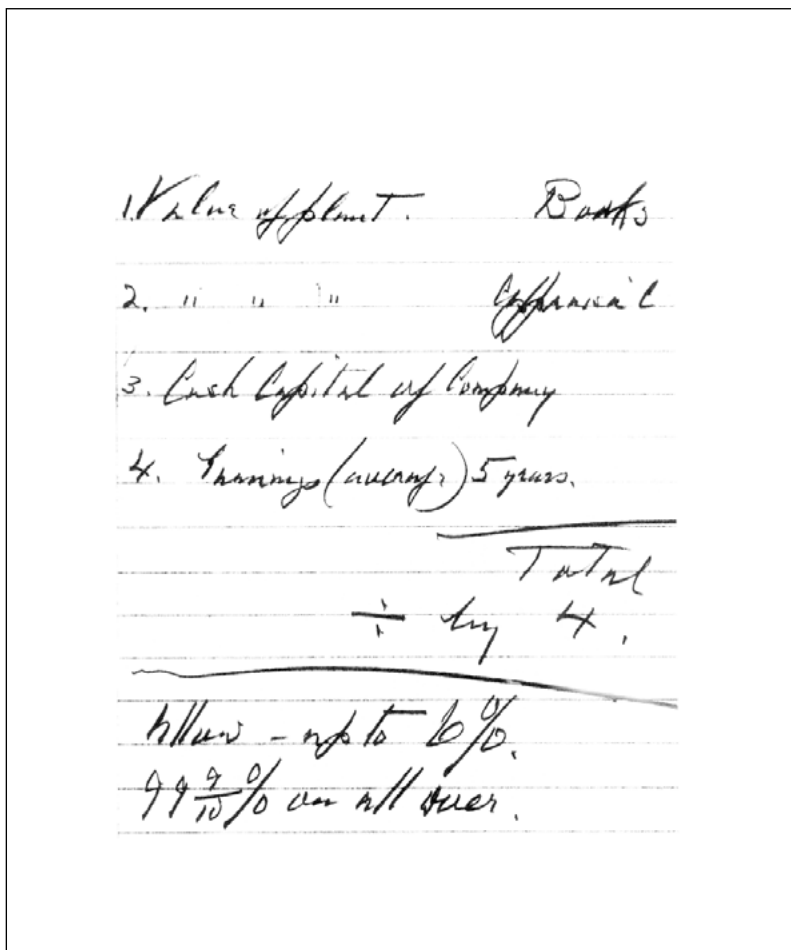 1. Value of plant. Books
2. " " " Appraisal
3. Cash Capital of Company
4. Earnings (average) 5 years.
Total
÷ by 4.
Allow - up to 6%.
99 9/10 % on all over.